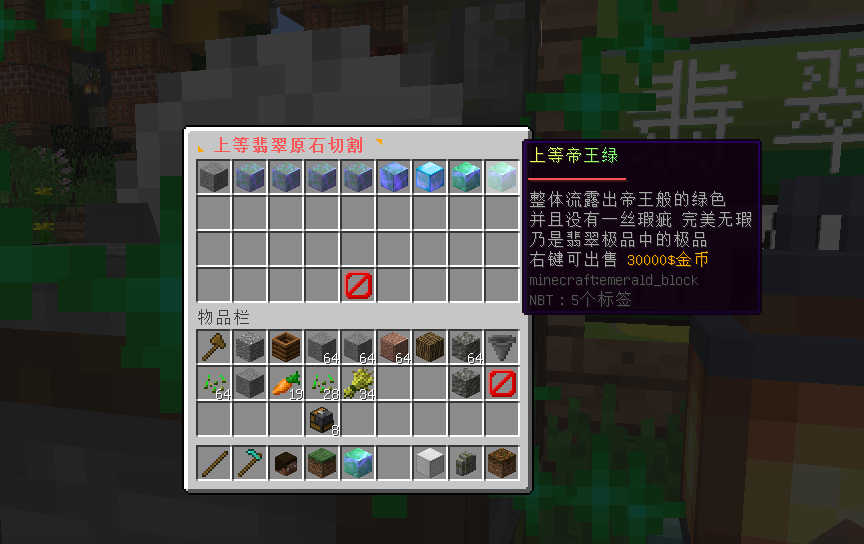 翡翠
上等翡翠原石切割
上等帝王绿
整体流露出帝王般的绿色
并且没有一丝瑕疵 完美无瑕
乃是翡翠极品中的极品
右键可出售 30000$金币
minecraft:emerald_block
NBT：5个标签
物品栏
64 64 64 64
64 19 28 34
8